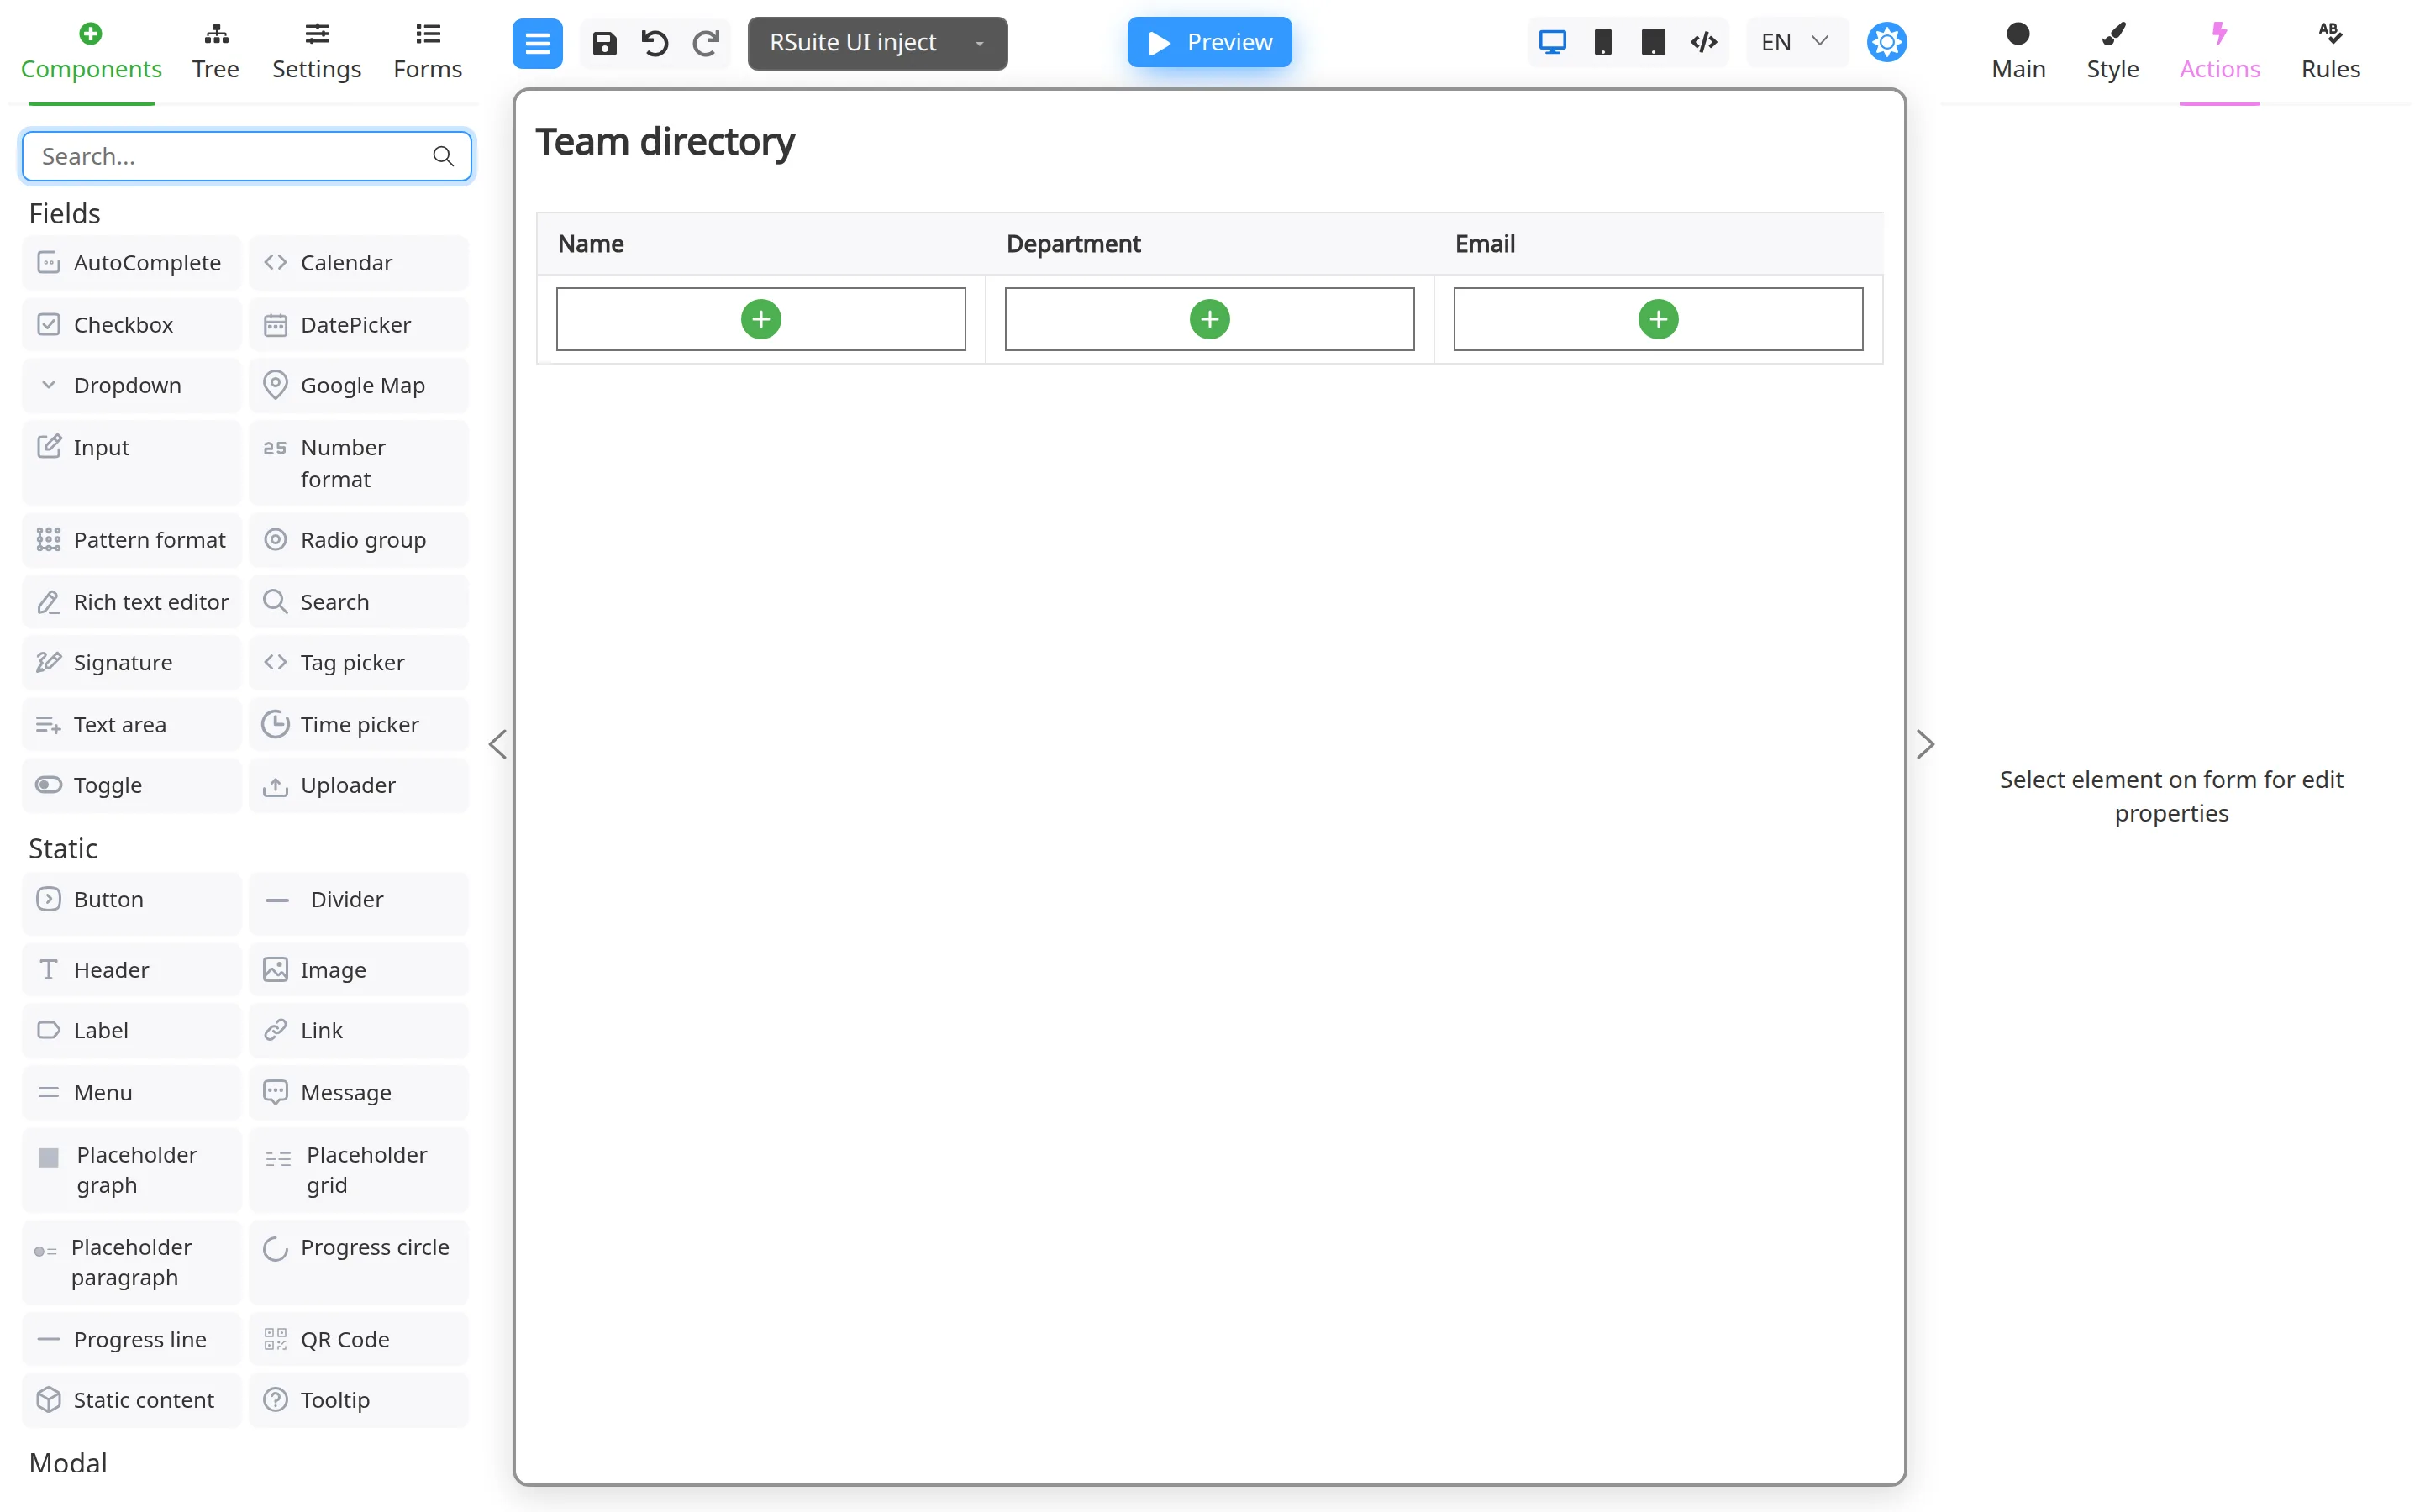 Components
Tree
Settings
Forms
RSuite UI inject
Preview
EN
Main
Style
Actions
Rules
Search...
Fields
AutoComplete
Calendar
Checkbox
DatePicker
Dropdown
Google Map
Input
Number
format
Pattern format
Radio group
Rich text editor
Search
Signature
Tag picker
Text area
Time picker
Toggle
Uploader
Static
Button
Divider
Header
Image
Label
Link
Menu
Message
Placeholder
graph
Placeholder
grid
Placeholder
paragraph
Progress circle
Progress line
QR Code
Static content
Tooltip
Modal
Team directory
Name
Department
Email
Select element on form for edit
properties